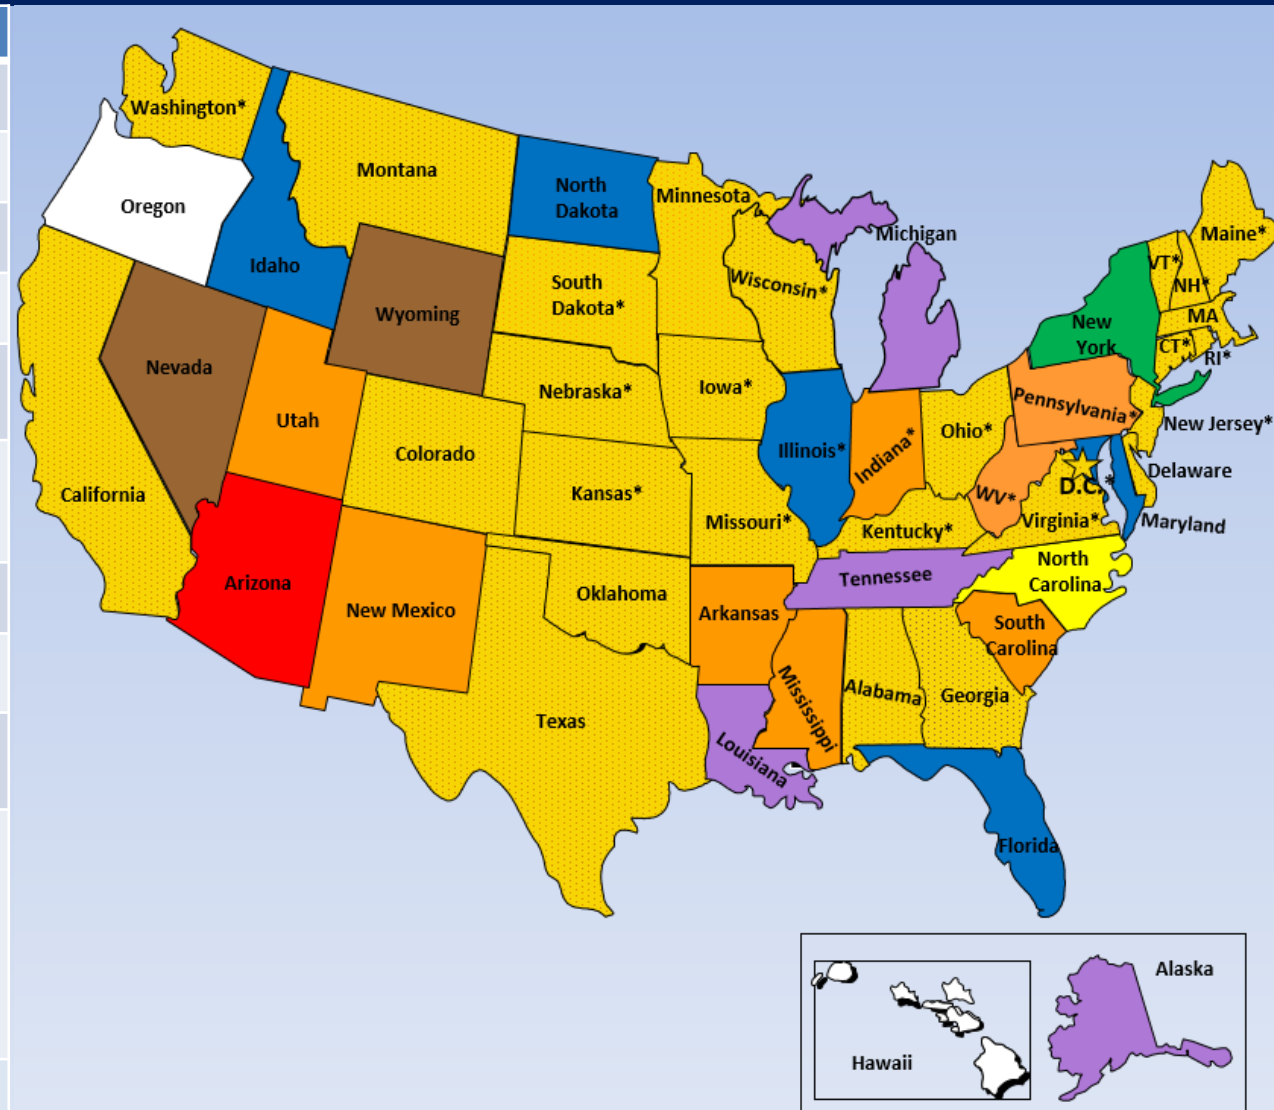 Washington*
Montana
North
Dakota
Minnesota
Oregon
Idaho
Wyoming
South
Dakota*
Wisconsin*
Michigan
Maine*
VT*
NH*
MA
New
York
CT*
RI*
Nevada
Utah
Nebraska*
Iowa*
Pennsylvania*
New Jersey*
California
Colorado
Kansas*
Missouri*
Illinois*
Indiana*
Ohio*
WV*
D.C.*
Delaware
Maryland
Virginia*
Kentucky*
Arizona
New Mexico
Oklahoma
Arkansas
Tennessee
North
Carolina
South
Carolina
Texas
Louisiana
Mississippi
Alabama
Georgia
Florida
Hawaii
Alaska